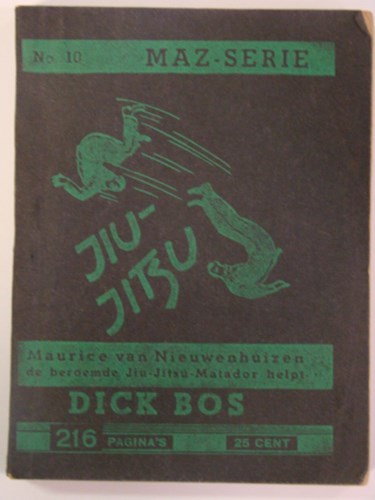 No. 10 MAZ-SERIE
JIU-
JITSU
Maurice van Nieuwenhuizen
de beroemde Jiu-Jitsu-Matador helpt
DICK BOS
216 PAGINA'S 25 CENT